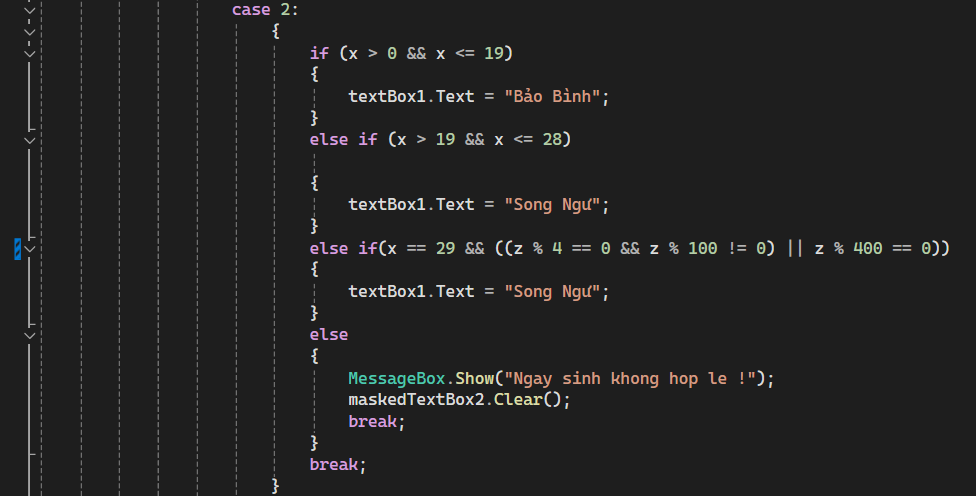 case 2:
{
if (x > 0 && x <= 19)
{
textBox1.Text = "Bảo Bình";
}
else if (x > 19 && x <= 28)
{
textBox1.Text = "Song Ngư";
}
else if(x == 29 && ((z % 4 == 0 && z % 100 != 0) || z % 400 == 0))
{
textBox1.Text = "Song Ngư";
}
else
{
MessageBox.Show("Ngay sinh khong hop le !");
maskedTextBox2.Clear();
break;
}
break;
}